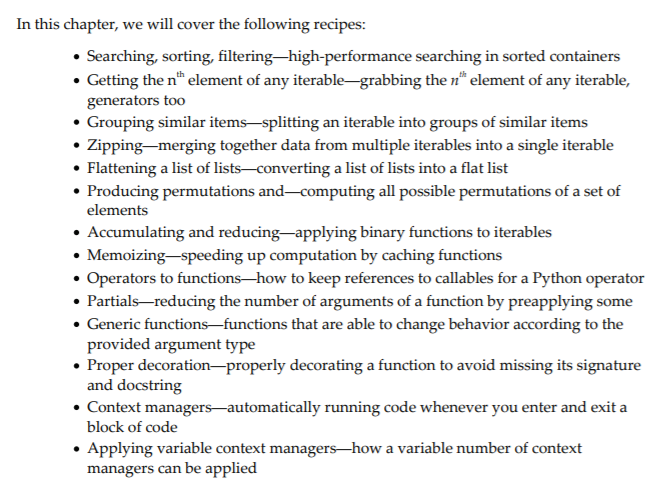 In this chapter, we will cover the following recipes:
• Searching, sorting, filtering—high-performance searching in sorted containers
• Getting the nth element of any iterable—grabbing the nth element of any iterable,
generators too
• Grouping similar items—splitting an iterable into groups of similar items
• Zipping—merging together data from multiple iterables into a single iterable
• Flattening a list of lists—converting a list of lists into a flat list
• Producing permutations and—computing all possible permutations of a set of
elements
• Accumulating and reducing—applying binary functions to iterables
• Memoizing—speeding up computation by caching functions
• Operators to functions—how to keep references to callables for a Python operator
• Partials—reducing the number of arguments of a function by preapplying some
• Generic functions—functions that are able to change behavior according to the
provided argument type
• Proper decoration—properly decorating a function to avoid missing its signature
and docstring
• Context managers—automatically running code whenever you enter and exit a
block of code
• Applying variable context managers—how a variable number of context
managers can be applied